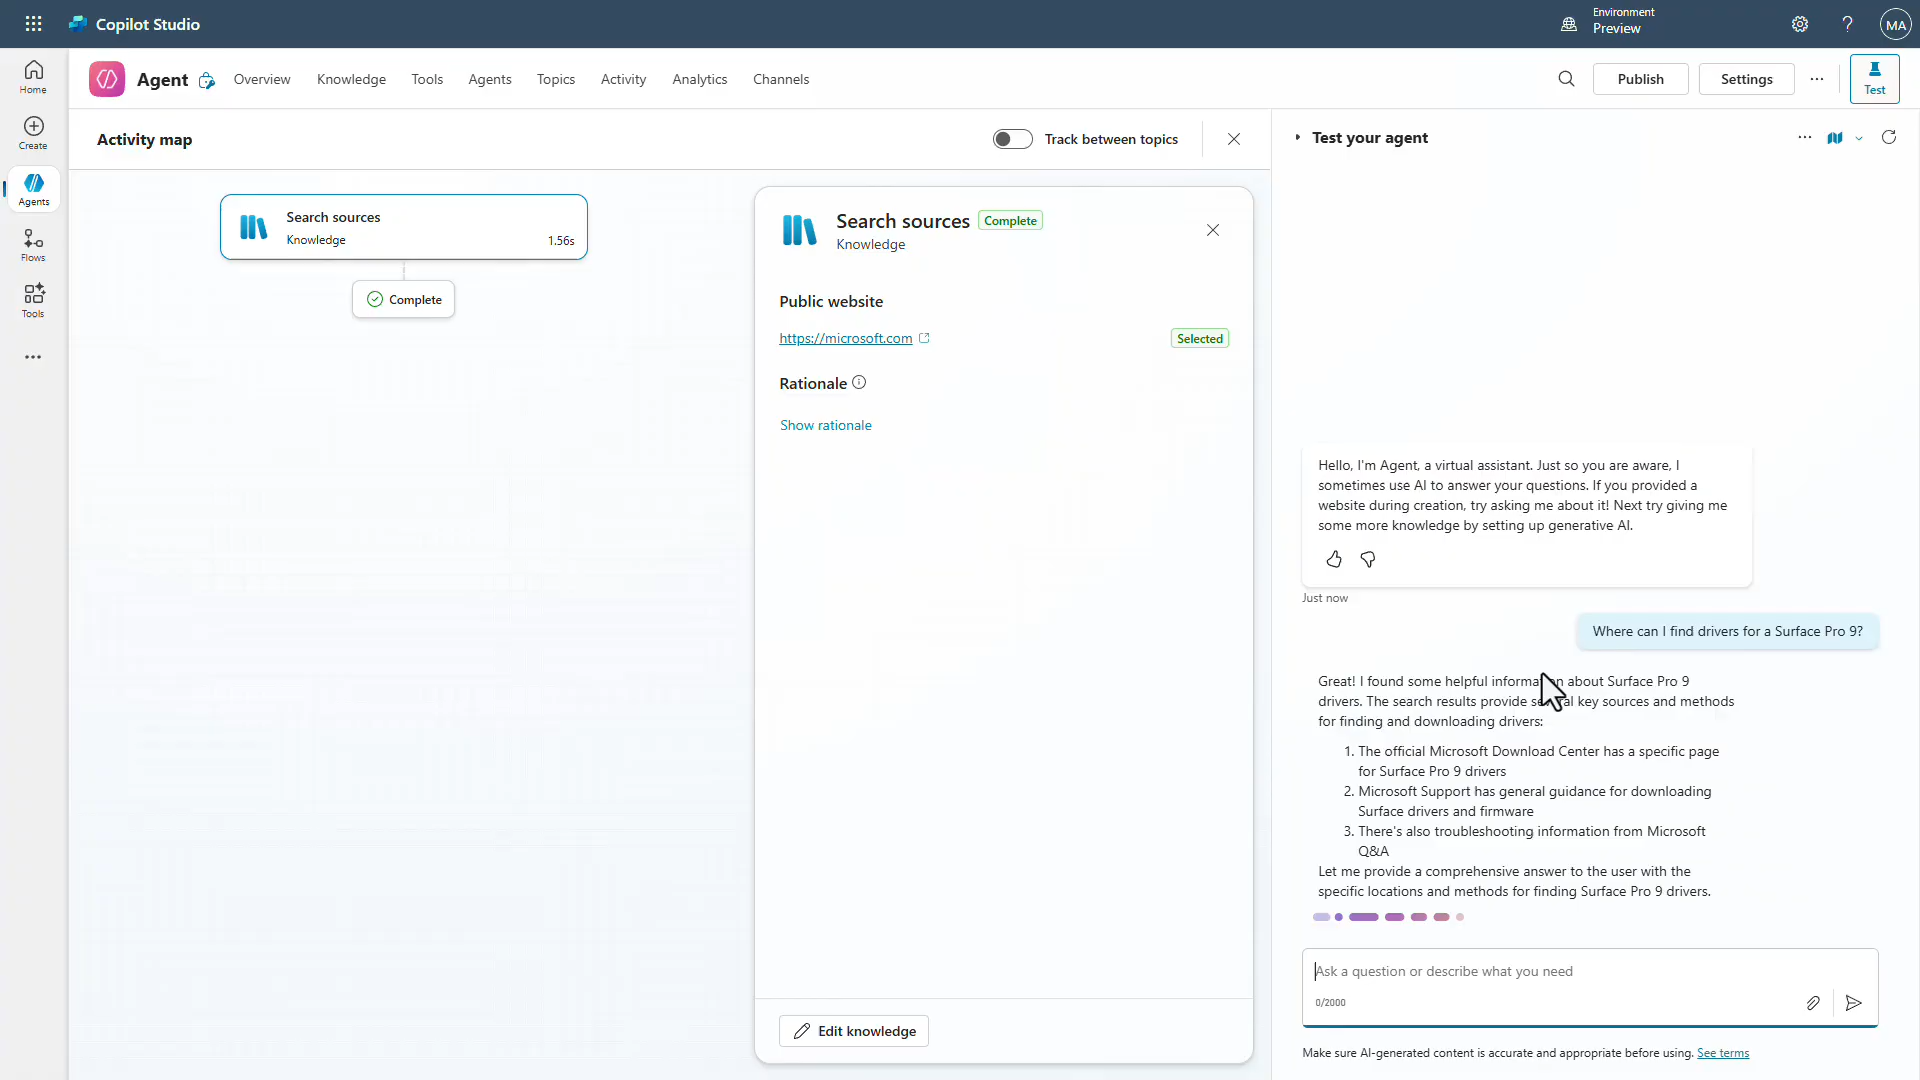 Copilot Studio
Environment
Preview
MA
Home
Create
Agents
Flows
Tools
Agent
Overview
Knowledge
Tools
Agents
Topics
Activity
Analytics
Channels
Publish
Settings
Test
Activity map
Track between topics
Search sources
Knowledge
1.56s
Complete
Search sources
Complete
Knowledge
Public website
https://microsoft.com
Selected
Rationale
Show rationale
Edit knowledge
Test your agent
Hello, I'm Agent, a virtual assistant. Just so you are aware, I
sometimes use AI to answer your questions. If you provided a
website during creation, try asking me about it! Next try giving me
some more knowledge by setting up generative AI.
Just now
Where can I find drivers for a Surface Pro 9?
Great! I found some helpful information about Surface Pro 9
drivers. The search results provide several key sources and methods
for finding and downloading drivers:
1. The official Microsoft Download Center has a specific page
for Surface Pro 9 drivers
2. Microsoft Support has general guidance for downloading
Surface drivers and firmware
3. There's also troubleshooting information from Microsoft
Q&A
Let me provide a comprehensive answer to the user with the
specific locations and methods for finding Surface Pro 9 drivers.
Ask a question or describe what you need
0/2000
Make sure AI-generated content is accurate and appropriate before using. See terms